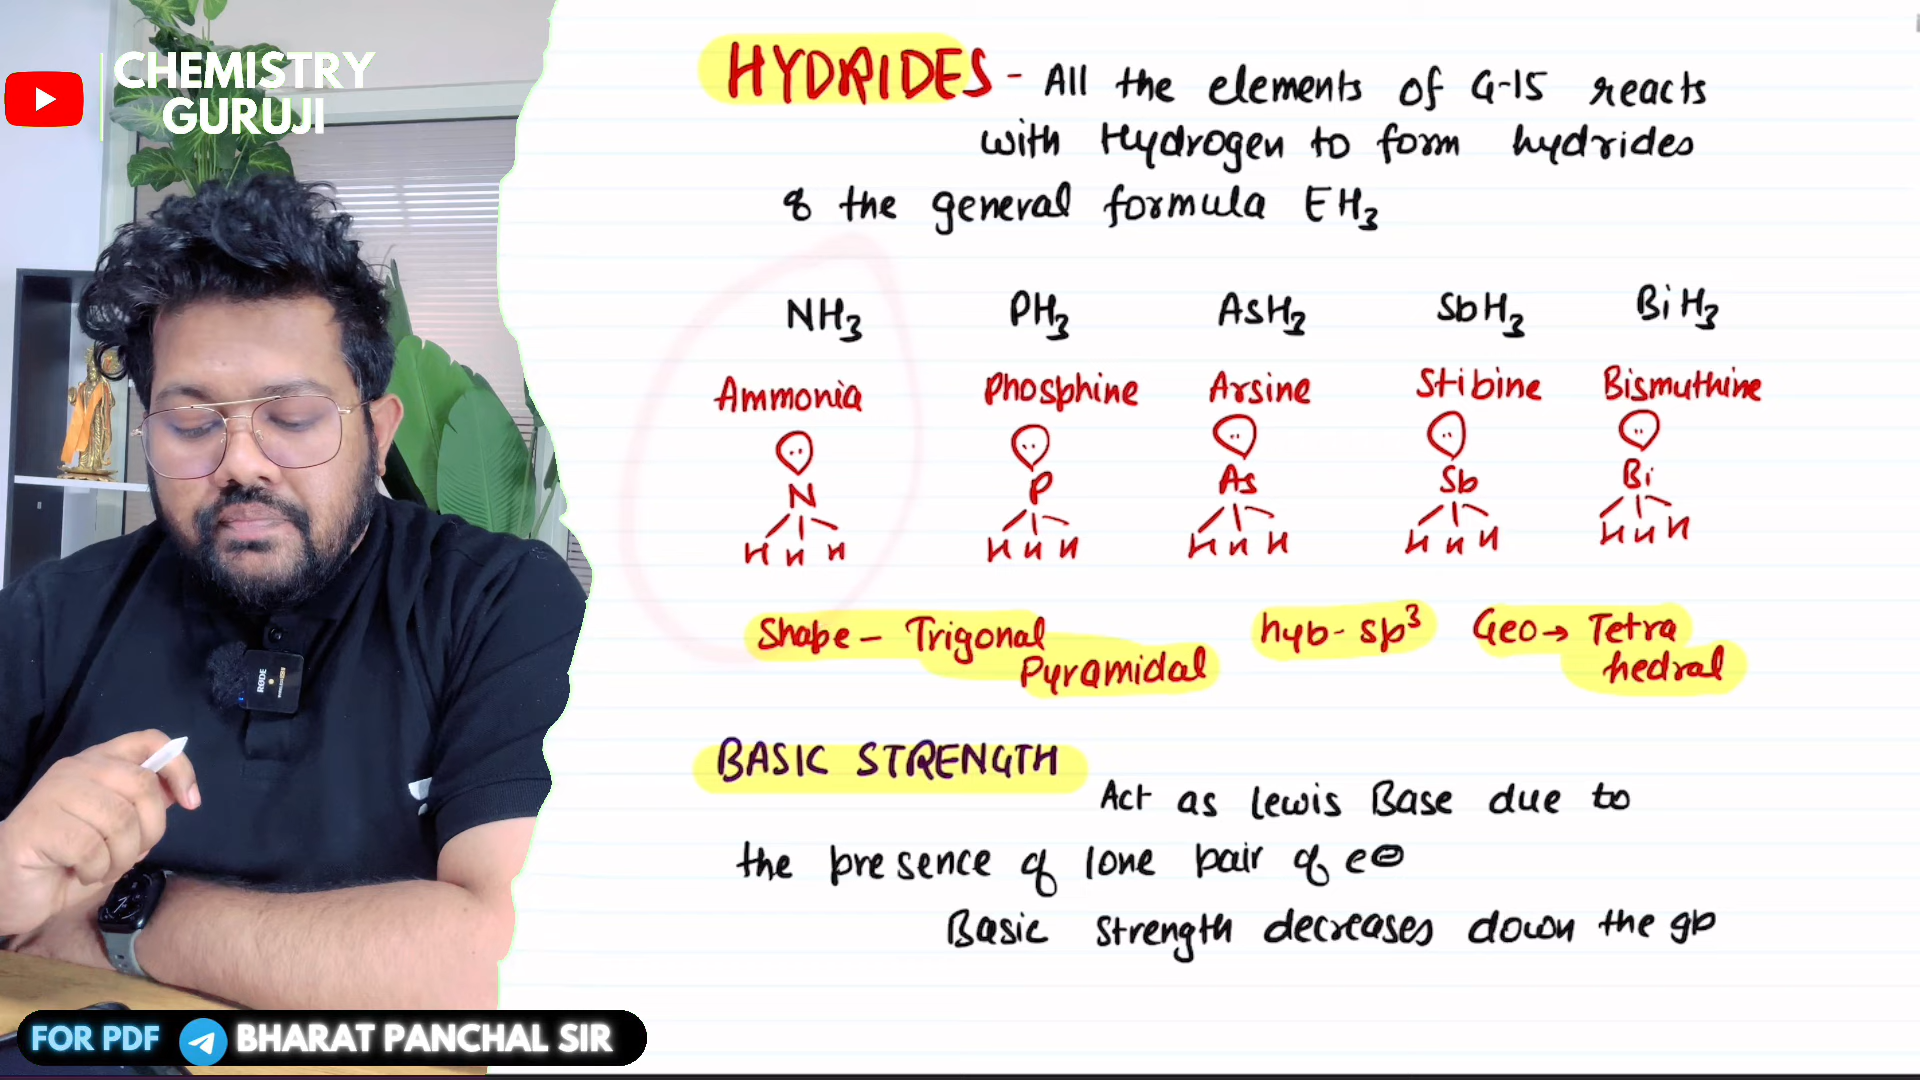 CHEMISTRY
GURUJI
HYDRIDES - All the elements of G-15 reacts
with Hydrogen to form hydrides
& the general formula EH₃
NH₃ PH₃ AsH₃ SbH₃ BiH₃
Ammonia Phosphine Arsine Stibine Bismuthine
N P As Sb Bi
H H H H H H H H H H H H H H H
Shape - Trigonal hyb- sp³ Geo → Tetra
Pyramidal hedral
BASIC STRENGTH
Act as Lewis Base due to
the presence of lone pair of e⊖
Basic strength decreases down the gp
RØDE
FOR PDF BHARAT PANCHAL SIR